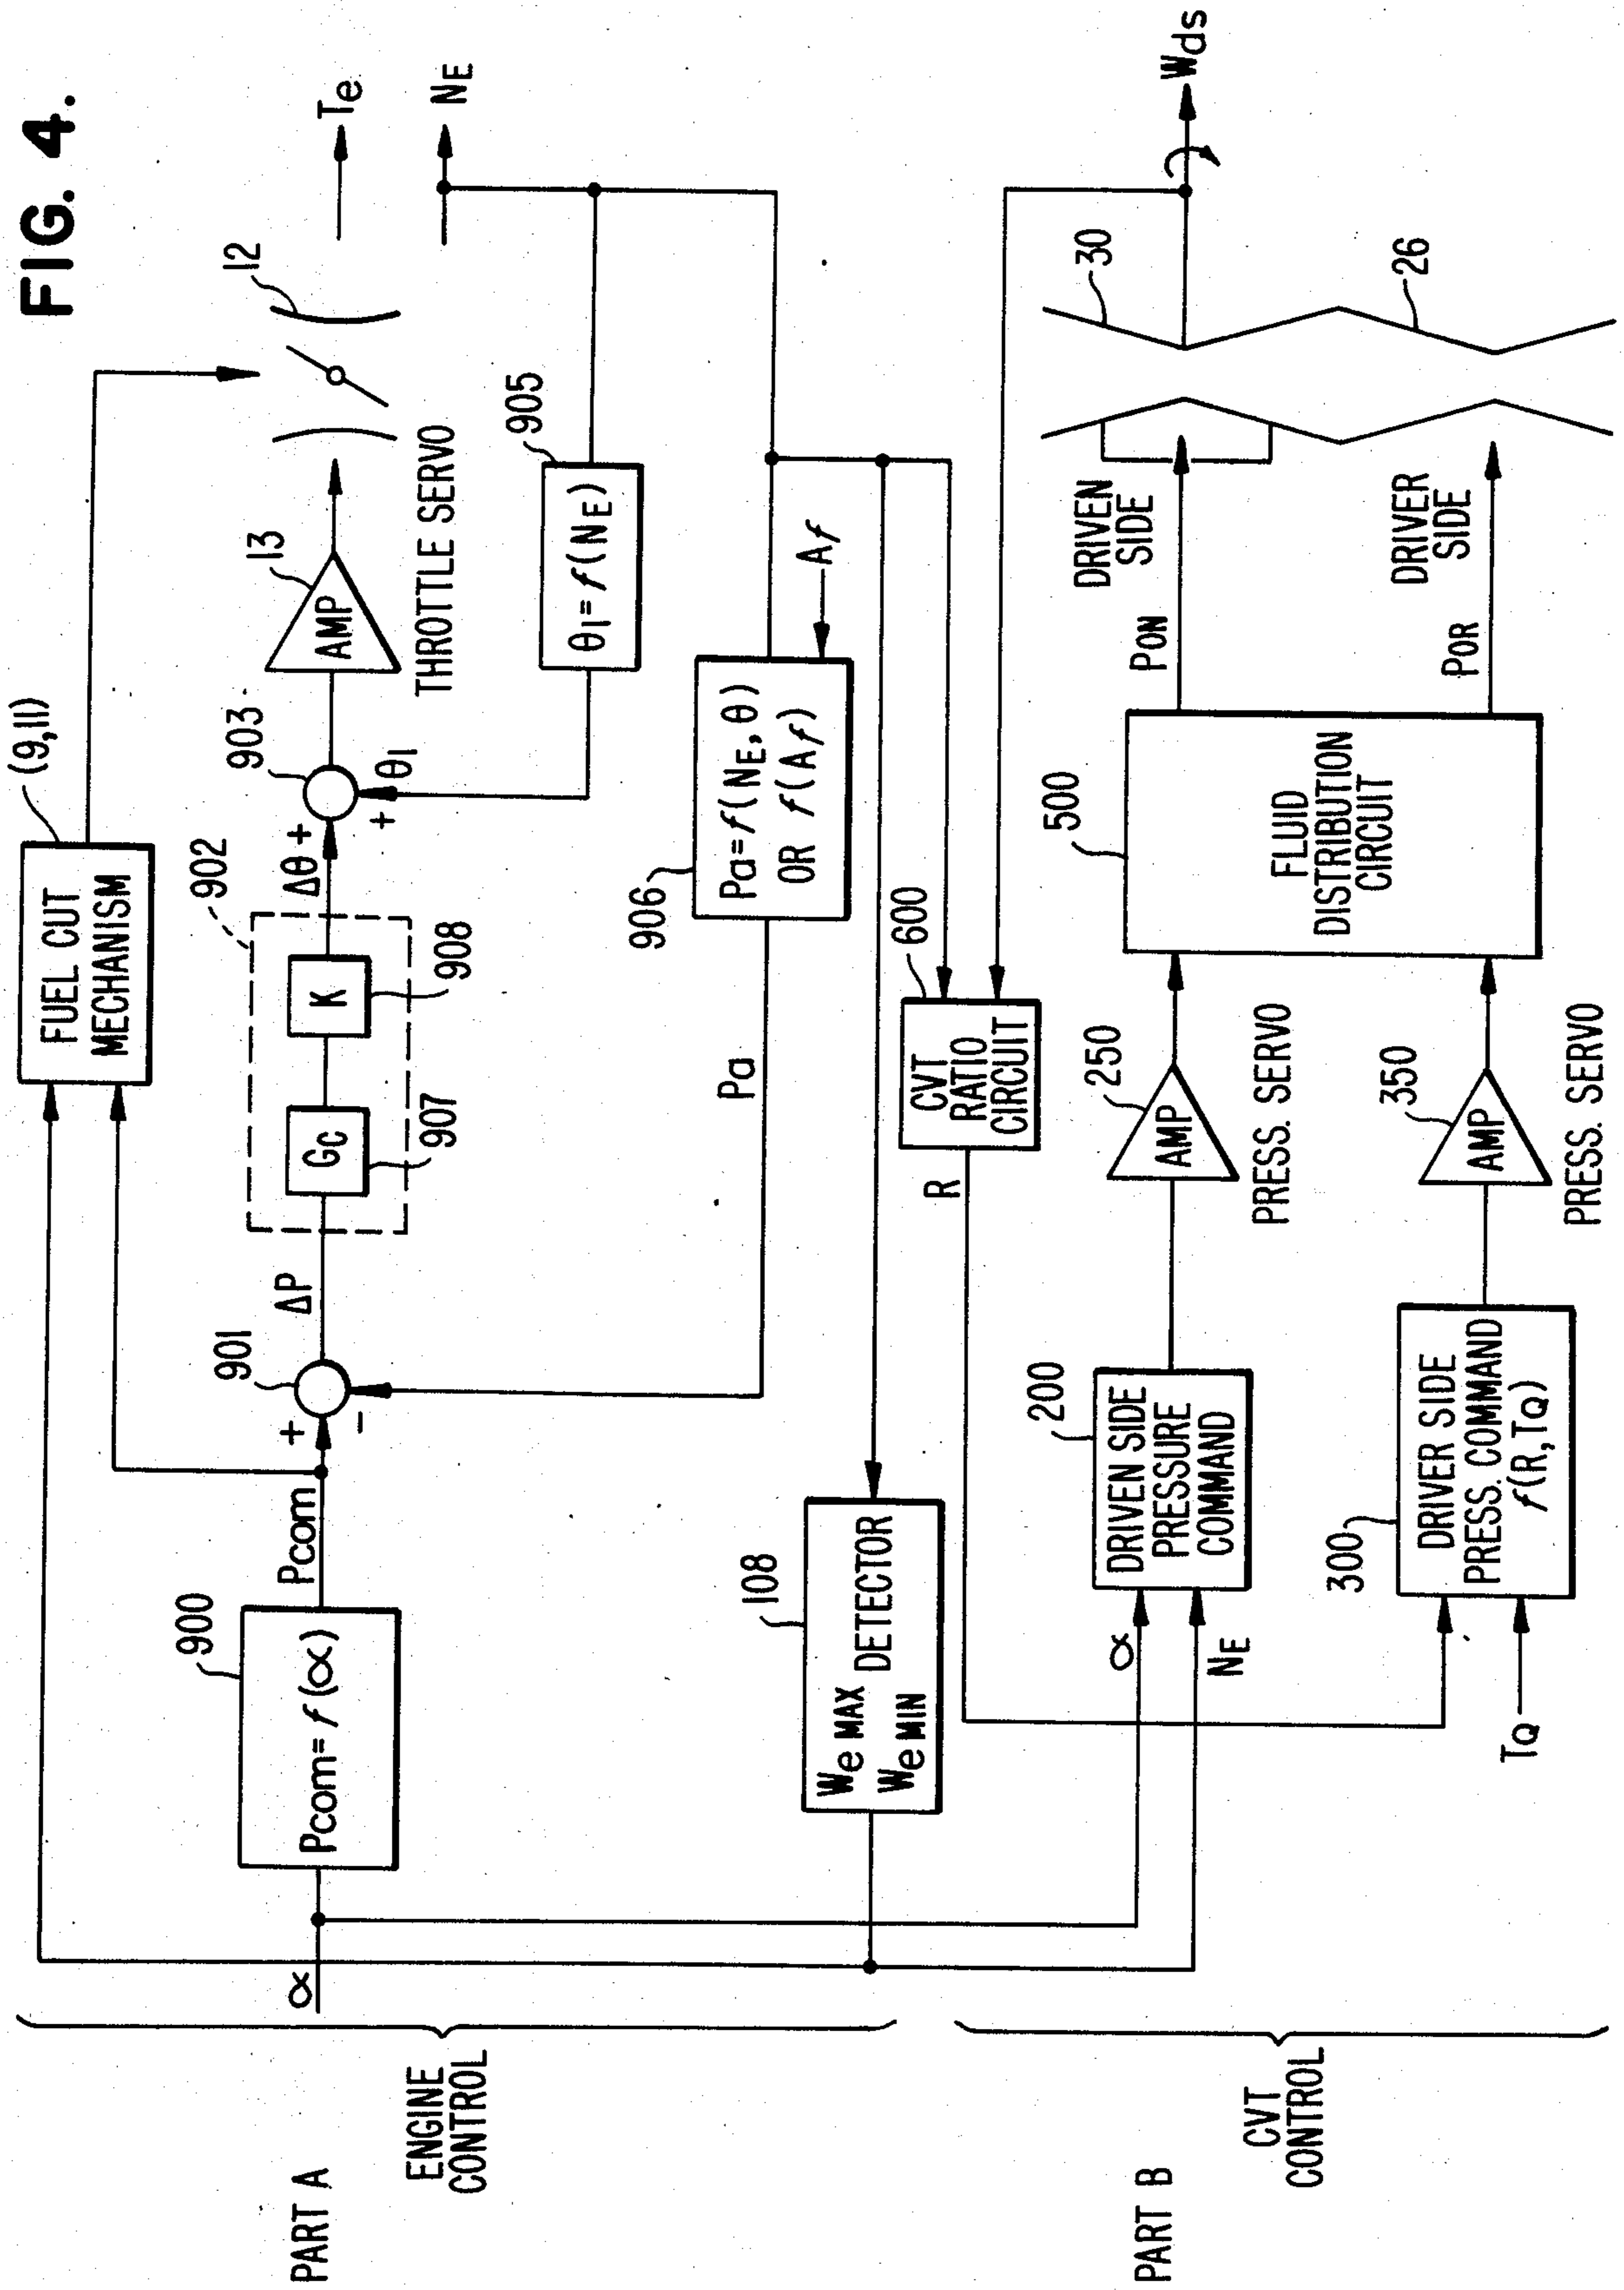 FIG. 4.
PART A
ENGINE
CONTROL
α
900
Pcom=f(α)
Pcom
+
-
901
ΔP
902
GC
907
K
908
Δθ
+
+
θ1
903
AMP
13
THROTTLE SERVO
12
Te
NE
FUEL CUT
MECHANISM
(9,11)
905
θ1=f(NE)
906
Pa=f(NE,θ)
OR f(Af)
Af
Pa
108
We MAX
We MIN
DETECTOR
PART B
CVT
CONTROL
600
CVT
RATIO
CIRCUIT
R
α
NE
200
DRIVEN SIDE
PRESSURE
COMMAND
250
AMP
PRESS. SERVO
TQ
300
DRIVER SIDE
PRESS. COMMAND
f(R,TQ)
350
AMP
PRESS. SERVO
500
FLUID
DISTRIBUTION
CIRCUIT
PON
DRIVEN
SIDE
POR
DRIVER
SIDE
30
26
Wds